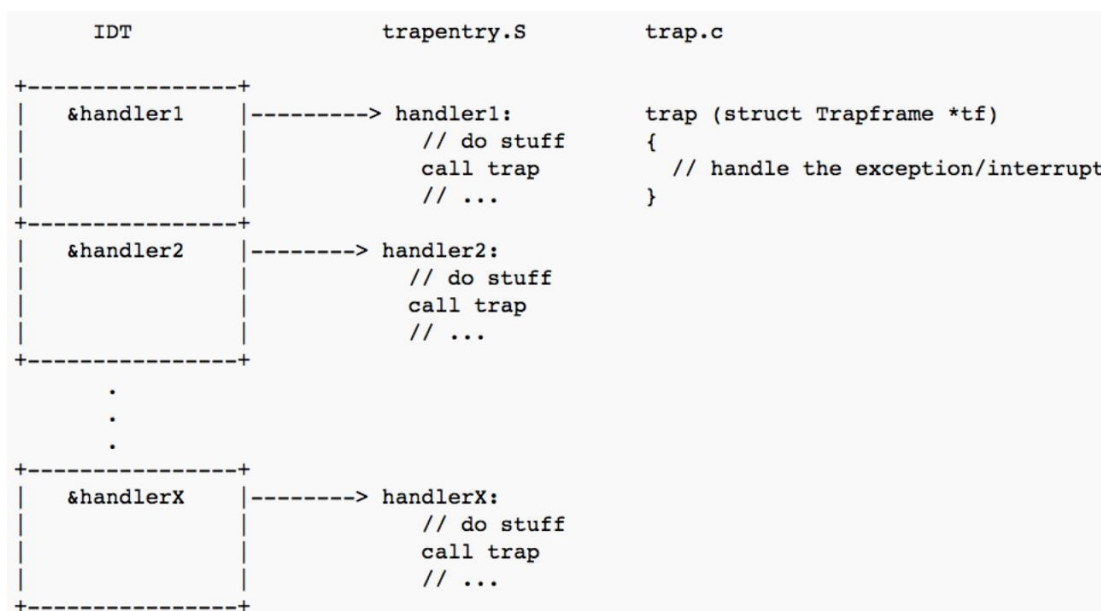 IDT                    trapentry.S         trap.c

+----------------+
|   &handler1    |---------> handler1:          trap (struct Trapframe *tf)
|                |             // do stuff      {
|                |             call trap          // handle the exception/interrupt
|                |             // ...           }
+----------------+
|   &handler2    |--------> handler2:
|                |            // do stuff
|                |            call trap
|                |            // ...
+----------------+
       .
       .
       .
+----------------+
|   &handlerX    |--------> handlerX:
|                |             // do stuff
|                |             call trap
|                |             // ...
+----------------+